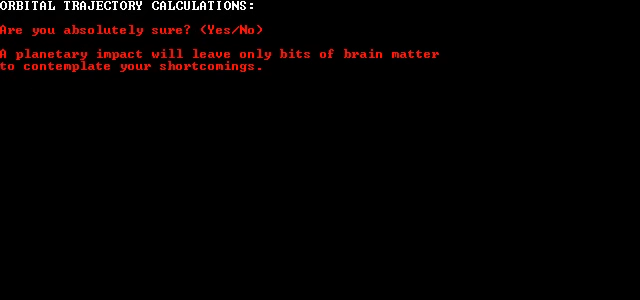 ORBITAL TRAJECTORY CALCULATIONS:
Are you absolutely sure? (Yes/No)
A planetary impact will leave only bits of brain matter
to contemplate your shortcomings.